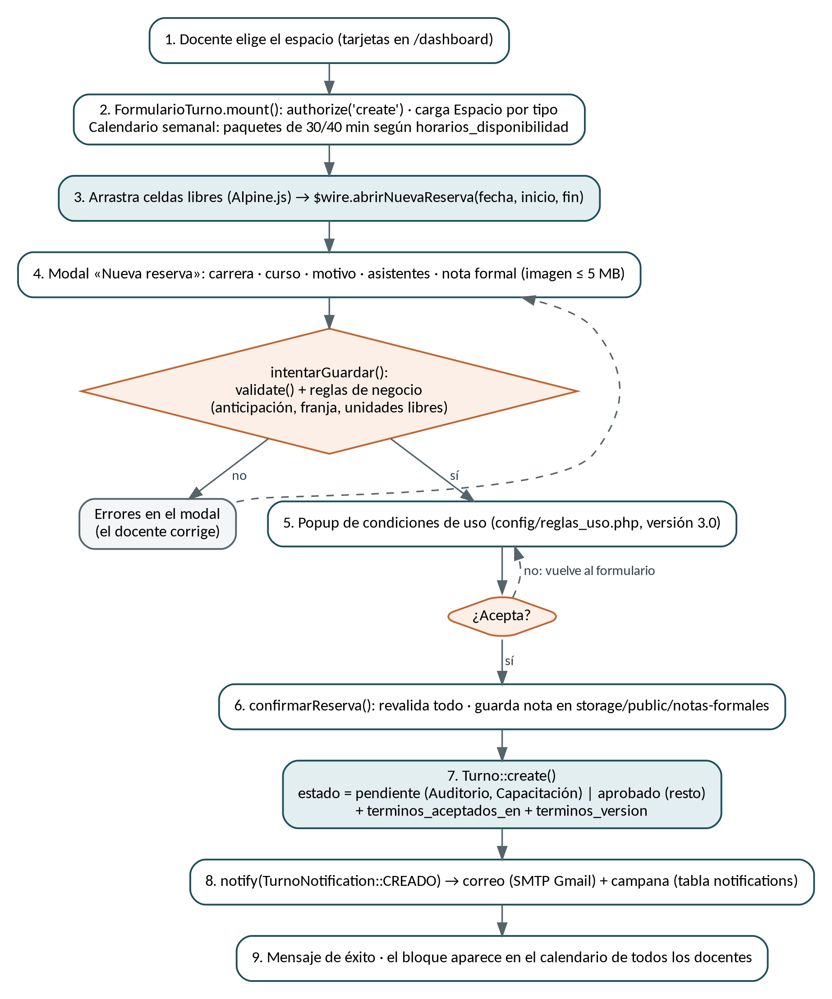 1. Docente elige el espacio (tarjetas en /dashboard)
2. FormularioTurno.mount(): authorize('create') · carga Espacio por tipo
Calendario semanal: paquetes de 30/40 min según horarios_disponibilidad
3. Arrastra celdas libres (Alpine.js) → $wire.abrirNuevaReserva(fecha, inicio, fin)
4. Modal «Nueva reserva»: carrera · curso · motivo · asistentes · nota formal (imagen ≤ 5 MB)
intentarGuardar():
validate() + reglas de negocio
(anticipación, franja, unidades libres)
no
sí
Errores en el modal
(el docente corrige)
5. Popup de condiciones de uso (config/reglas_uso.php, versión 3.0)
no: vuelve al formulario
¿Acepta?
sí
6. confirmarReserva(): revalida todo · guarda nota en storage/public/notas-formales
7. Turno::create()
estado = pendiente (Auditorio, Capacitación) | aprobado (resto)
+ terminos_aceptados_en + terminos_version
8. notify(TurnoNotification::CREADO) → correo (SMTP Gmail) + campana (tabla notifications)
9. Mensaje de éxito · el bloque aparece en el calendario de todos los docentes